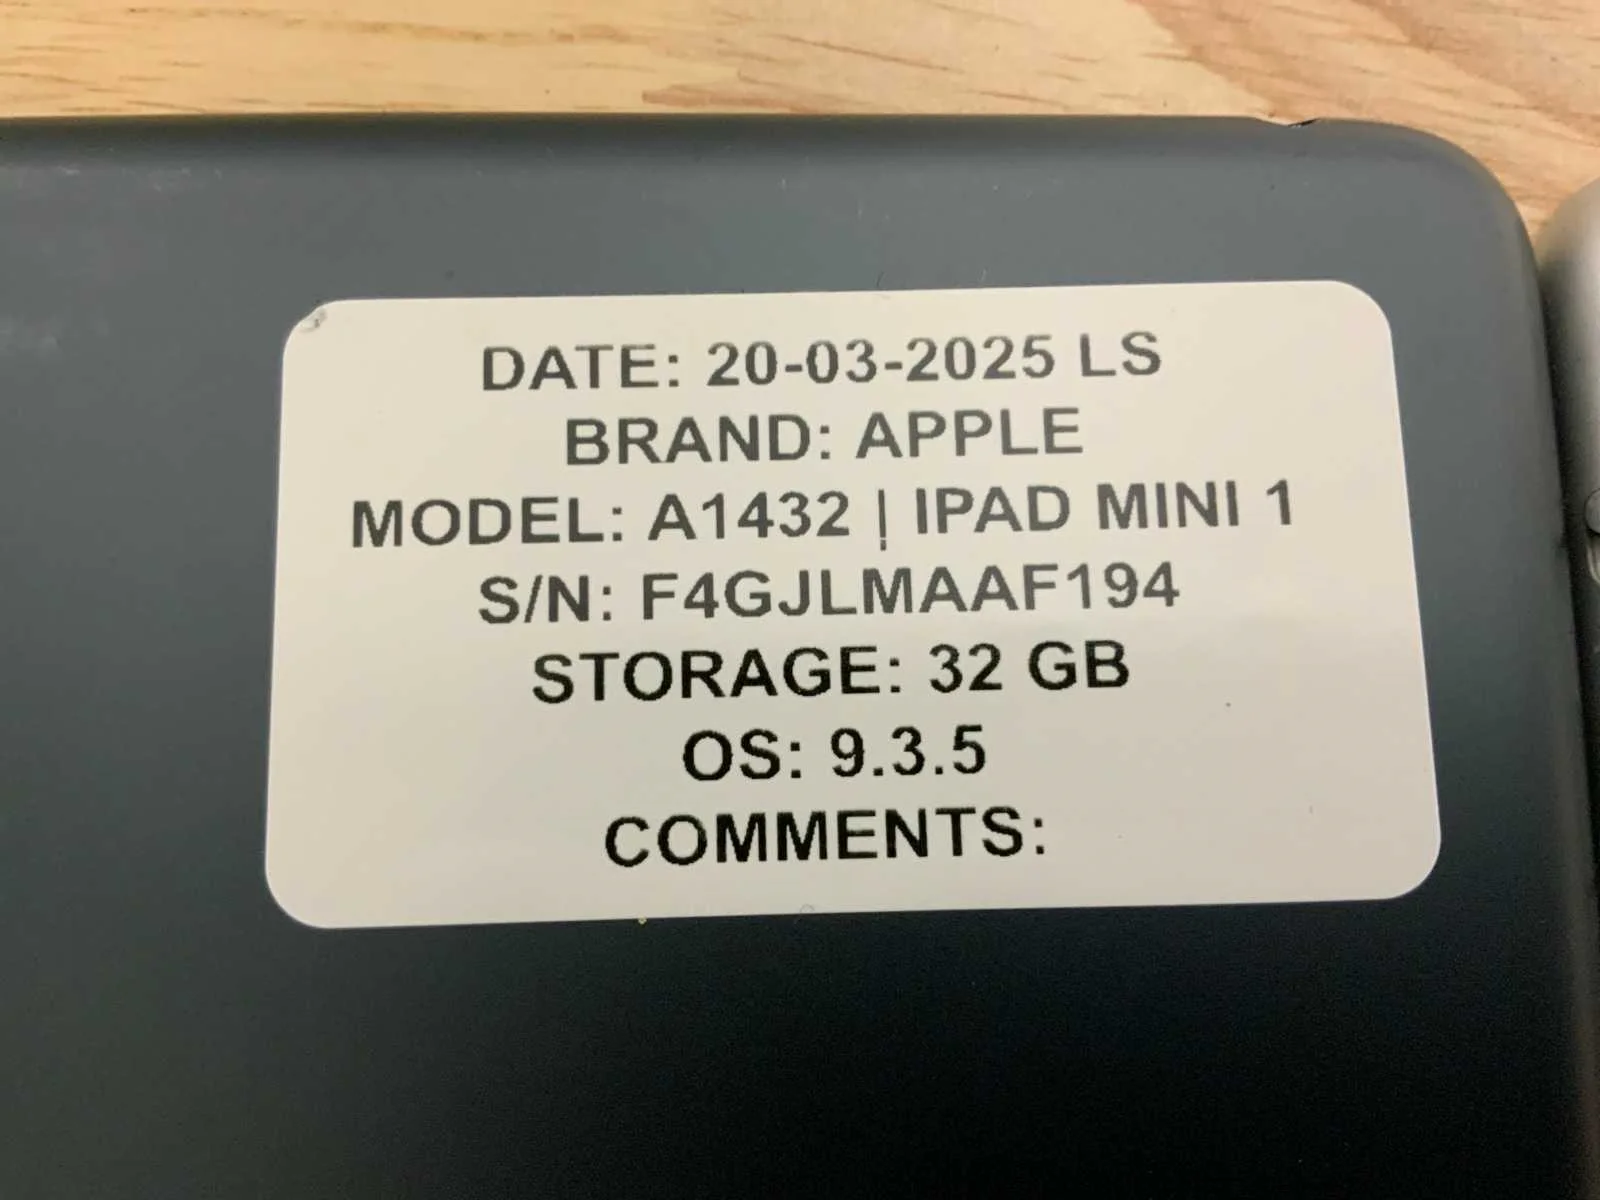 DATE: 20-03-2025 LS
BRAND: APPLE
MODEL: A1432 | IPAD MINI 1
S/N: F4GJLMAAF194
STORAGE: 32 GB
OS: 9.3.5
COMMENTS: